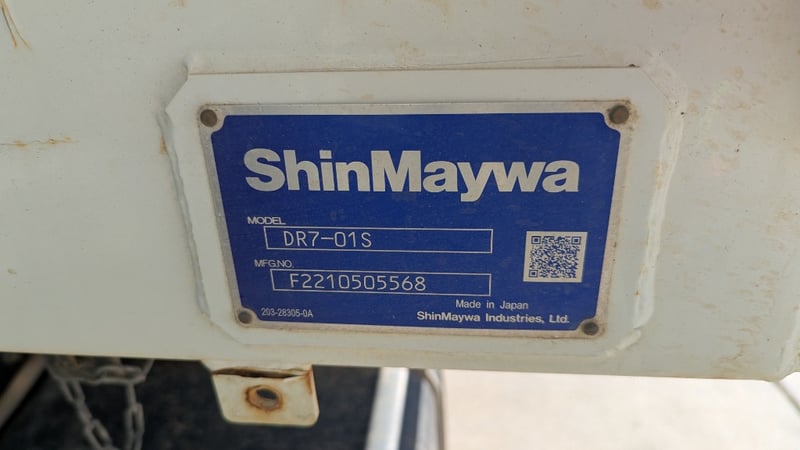 ShinMaywa
MODEL
DR7-01S
MFG.NO.
F2210505568
Made in Japan
203-28305-0A
ShinMaywa Industries, Ltd.